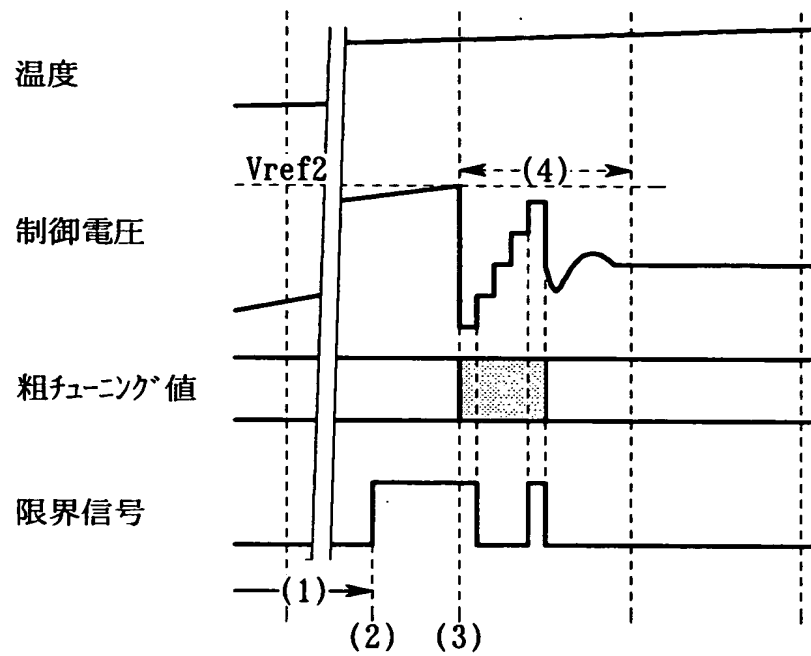 温度
Vref2
(4)
制御電圧
粗ﾁｭｰﾆﾝｸﾞ値
限界信号
(1)
(2)
(3)